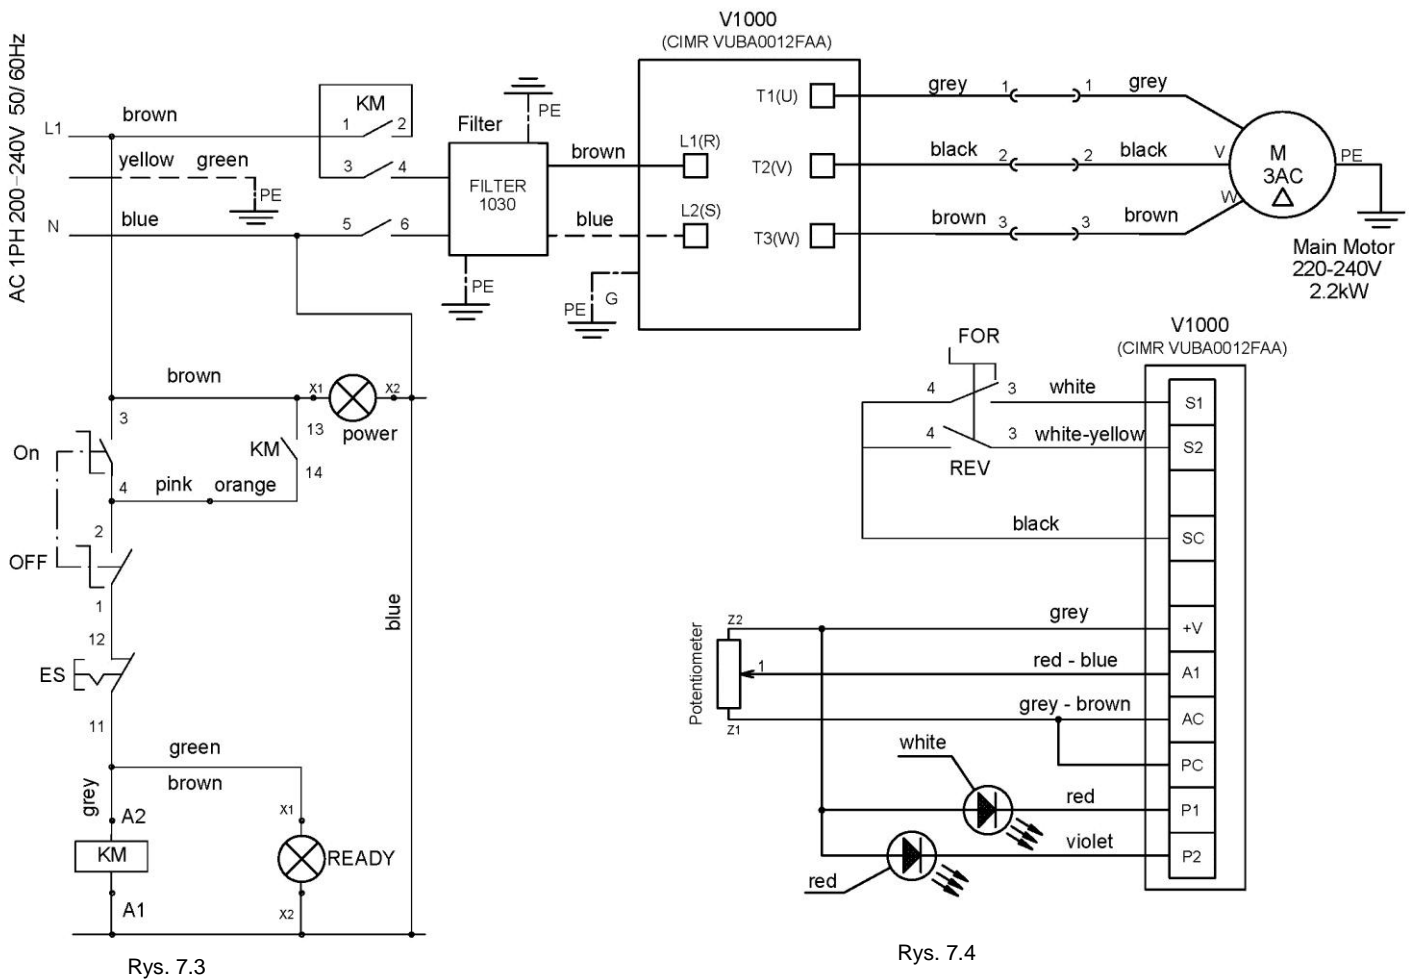 AC 1PH 200-240V 50/ 60Hz
L1
brown
yellow green
PE
N
blue
KM
1 2
3 4
5 6
Filter
FILTER
1030
PE
PE
brown
blue
PE
G
V1000
(CIMR VUBA0012FAA)
L1(R)
L2(S)
T1(U)
T2(V)
T3(W)
grey 1 1 grey
black 2 2 black
brown 3 3 brown
V
W
M
3AC
PE
Main Motor
220-240V
2.2kW
brown
X1 X2
power
3
On
4
13
KM
14
pink orange
2
OFF
1
12
ES
11
blue
green
brown
grey
A2
KM
A1
X1
READY
X2
Rys. 7.3
V1000
(CIMR VUBA0012FAA)
FOR
4 3 white
4 3 white-yellow
REV
black
S1
S2
SC
+V
A1
AC
PC
P1
P2
Potentiometer
Z2
1
Z1
grey
red - blue
grey - brown
white
red
violet
red
Rys. 7.4